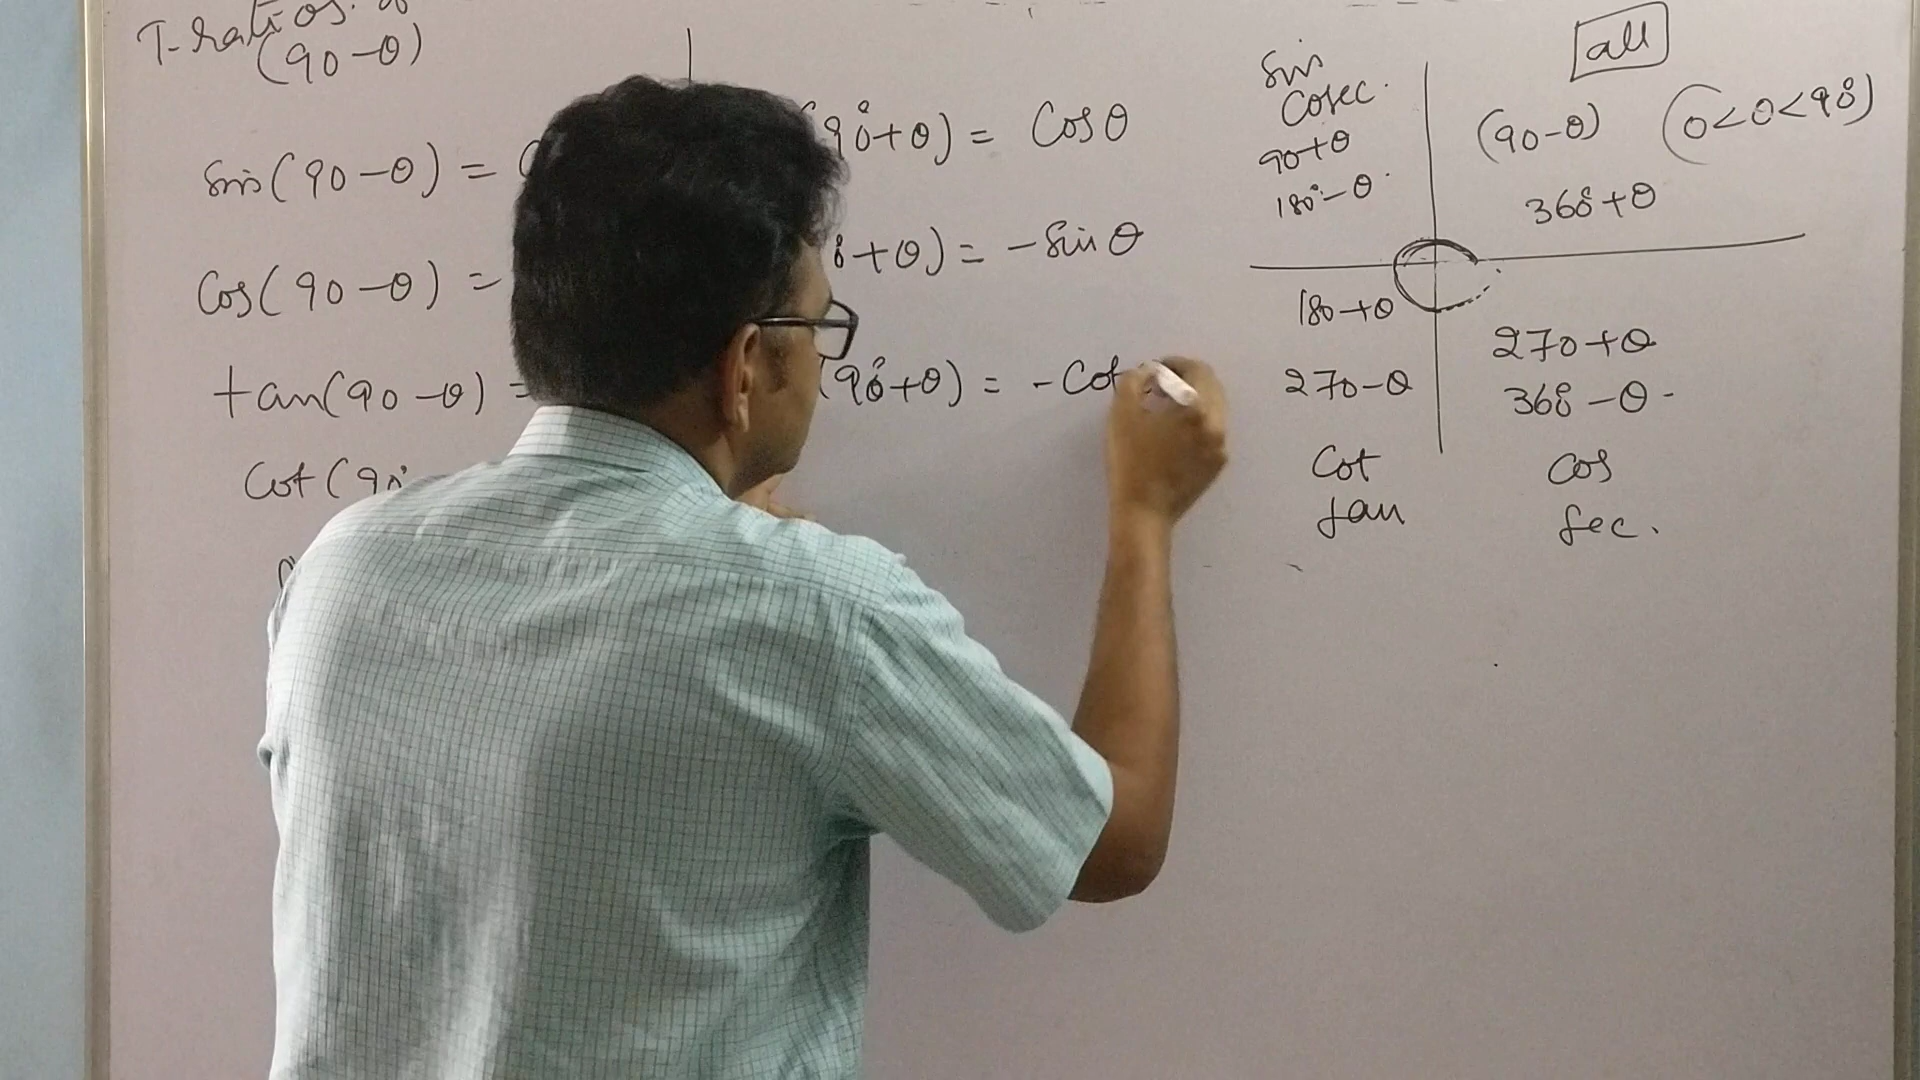 T-ratios of
(90-θ)
sin(90-θ) =
Cos(90-θ) =
tan(90-θ) =
Cot(90°
(90°+θ) = Cosθ
+θ) = -Sinθ
(90°+θ) = -Cot
Sin
Cosec.
90+θ
180°-θ
all
(90-θ) (0<θ<90°)
360°+θ
180+θ
270-θ
Cot
tan
270+θ
360°-θ
Cos
Sec.